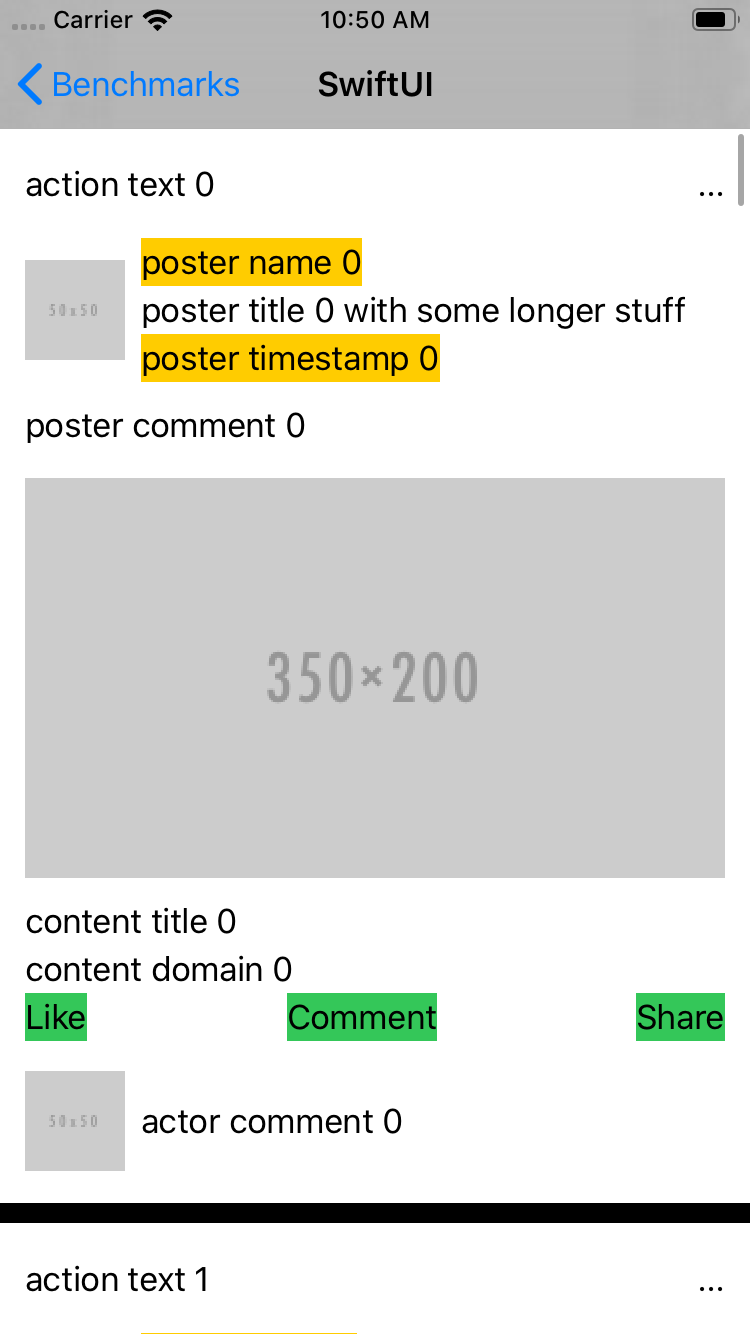 Carrier 10:50 AM
Benchmarks SwiftUI
action text 0 ...
poster name 0
50x50
poster title 0 with some longer stuff
poster timestamp 0
poster comment 0
350×200
content title 0
content domain 0
Like Comment Share
50x50 actor comment 0
action text 1 ...